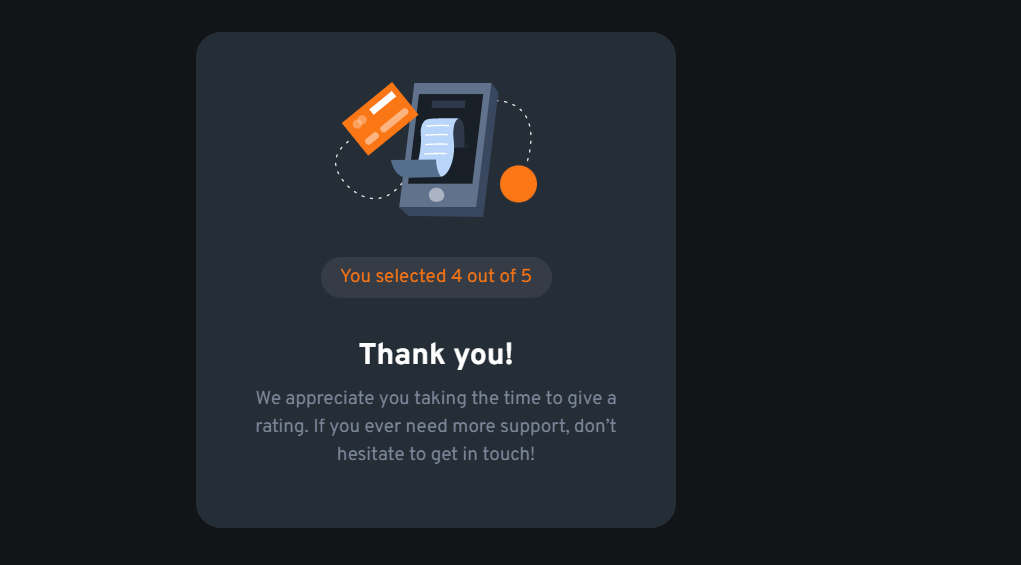 You selected 4 out of 5
Thank you!
We appreciate you taking the time to give a
rating. If you ever need more support, don’t
hesitate to get in touch!